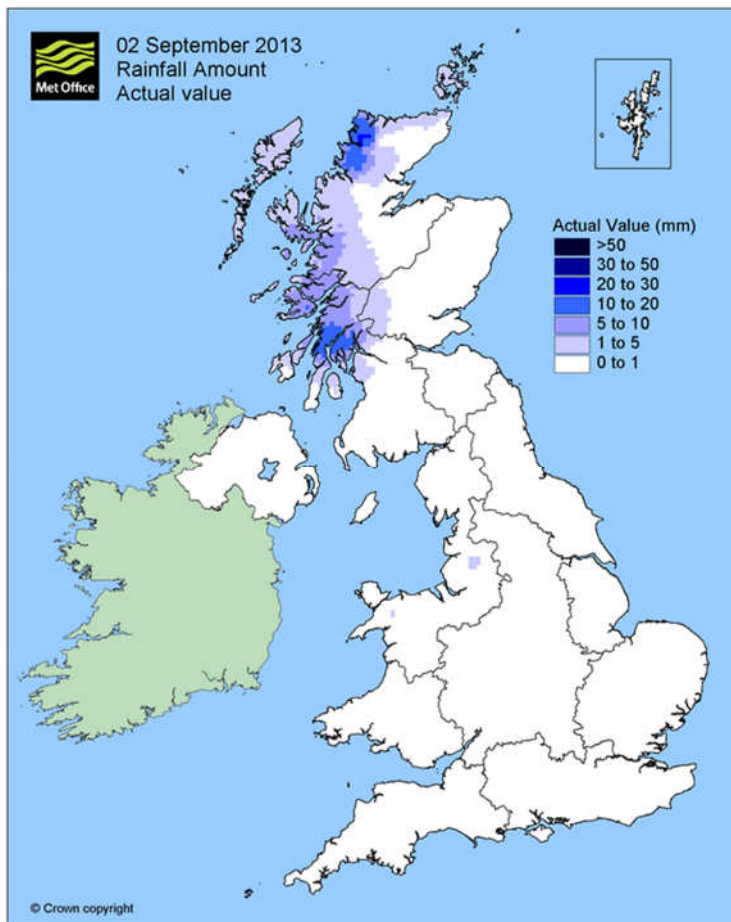 Met Office
02 September 2013
Rainfall Amount
Actual value
Actual Value (mm)
>50
30 to 50
20 to 30
10 to 20
5 to 10
1 to 5
0 to 1
© Crown copyright